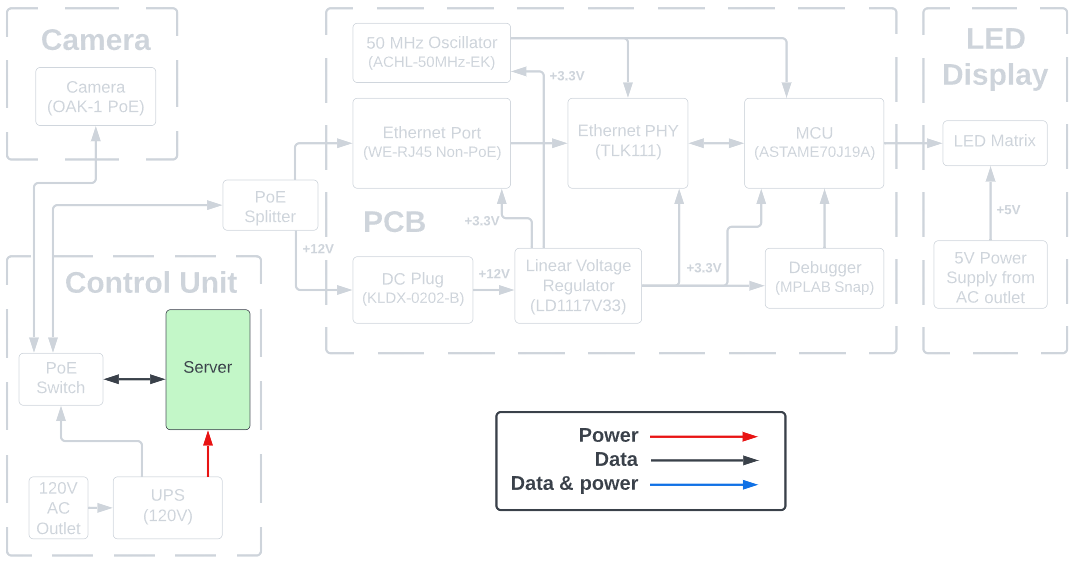 Camera
Camera
(OAK-1 PoE)
50 MHz Oscillator
(ACHL-50MHz-EK)
+3.3V
Ethernet Port
(WE-RJ45 Non-PoE)
Ethernet PHY
(TLK111)
MCU
(ASTAME70J19A)
LED
Display
LED Matrix
+5V
5V Power
Supply from
AC outlet
PoE
Splitter
+12V
PCB
+3.3V
DC Plug
(KLDX-0202-B)
+12V
Linear Voltage
Regulator
(LD1117V33)
+3.3V
Debugger
(MPLAB Snap)
Control Unit
Server
PoE
Switch
120V
AC
Outlet
UPS
(120V)
Power
Data
Data & power